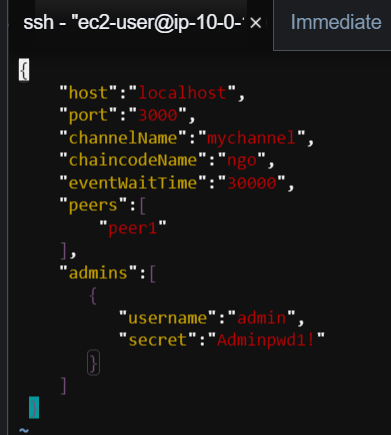 ssh - "ec2-user@ip-10-0-
Immediate
{
"host":"localhost",
"port":"3000",
"channelName":"mychannel",
"chaincodeName":"ngo",
"eventWaitTime":"30000",
"peers":[
"peer1"
],
"admins":[
{
"username":"admin",
"secret":"Adminpwd1!"
}
]
}
~